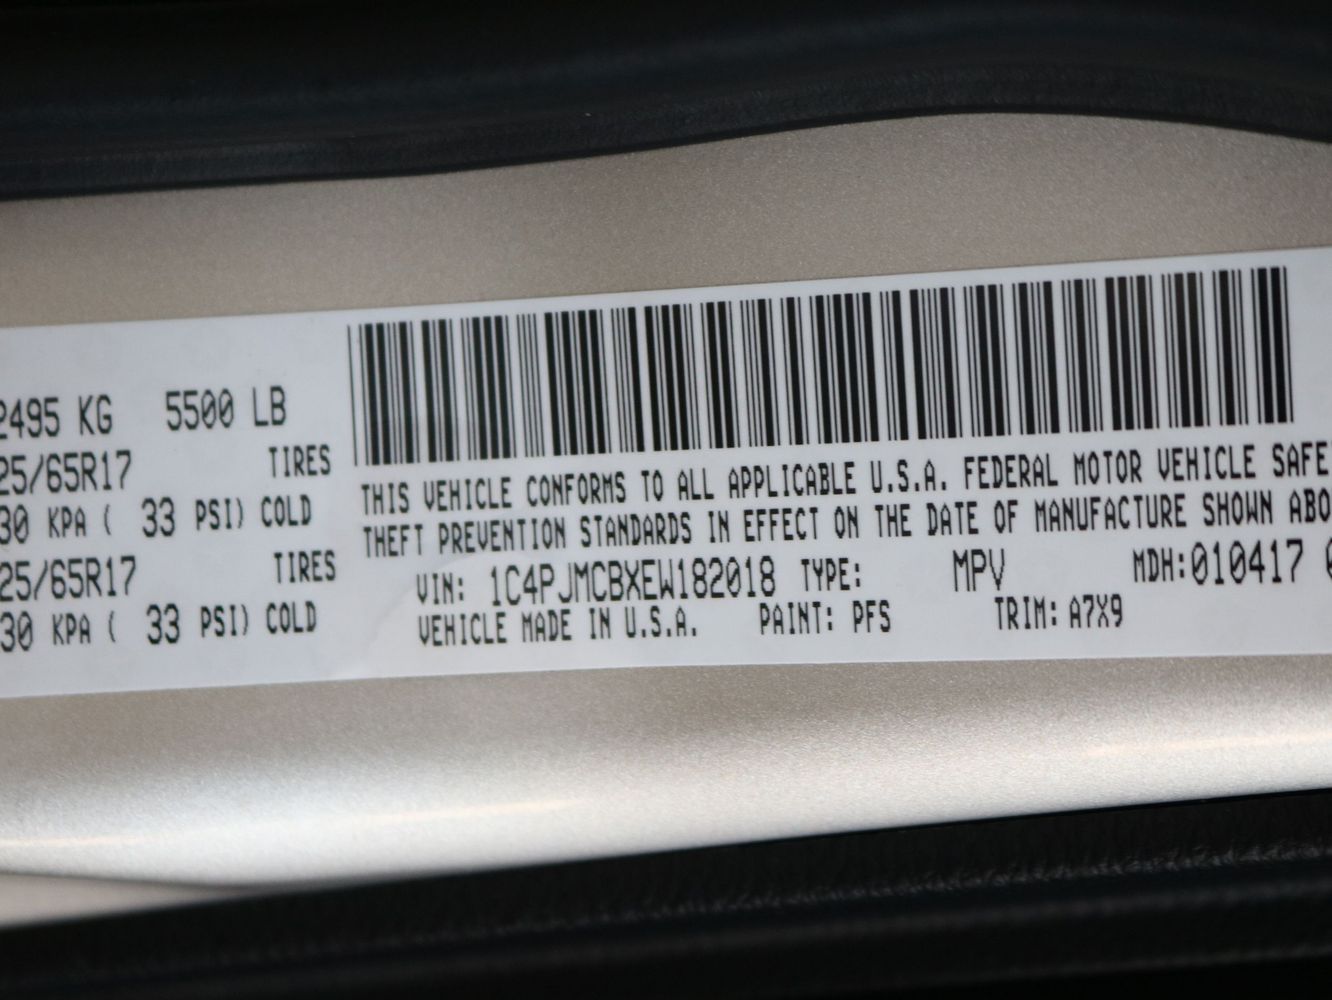 2495 KG 5500 LB
25/65R17 TIRES
30 KPA ( 33 PSI) COLD
25/65R17 TIRES
30 KPA ( 33 PSI) COLD
THIS VEHICLE CONFORMS TO ALL APPLICABLE U.S.A. FEDERAL MOTOR VEHICLE SAFE
THEFT PREVENTION STANDARDS IN EFFECT ON THE DATE OF MANUFACTURE SHOWN ABO
VIN: 1C4PJMCBXEW182018 TYPE: MPV MDH:010417 0
VEHICLE MADE IN U.S.A. PAINT: PFS TRIM: A7X9